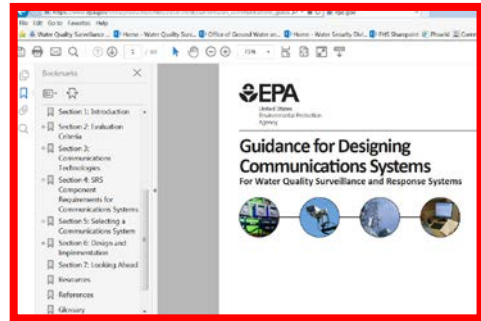 File Edit Go to Favorites Help
Water Quality Surveillance ... Home - Water Quality Surv... Office of Ground Water an... Home - Water Security Divi... PHS Sharepoint
1
75%
Bookmarks
Section 1: Introduction
Section 2: Evaluation
Criteria
Section 3:
Communications
Technologies
Section 4: SRS
Component
Requirements for
Communications Systems
Section 5: Selecting a
Communications System
Section 6: Design and
Implementation
Section 7: Looking Ahead
Resources
References
Glossary
EPA
United States
Environmental Protection
Agency
Guidance for Designing
Communications Systems
For Water Quality Surveillance and Response Systems